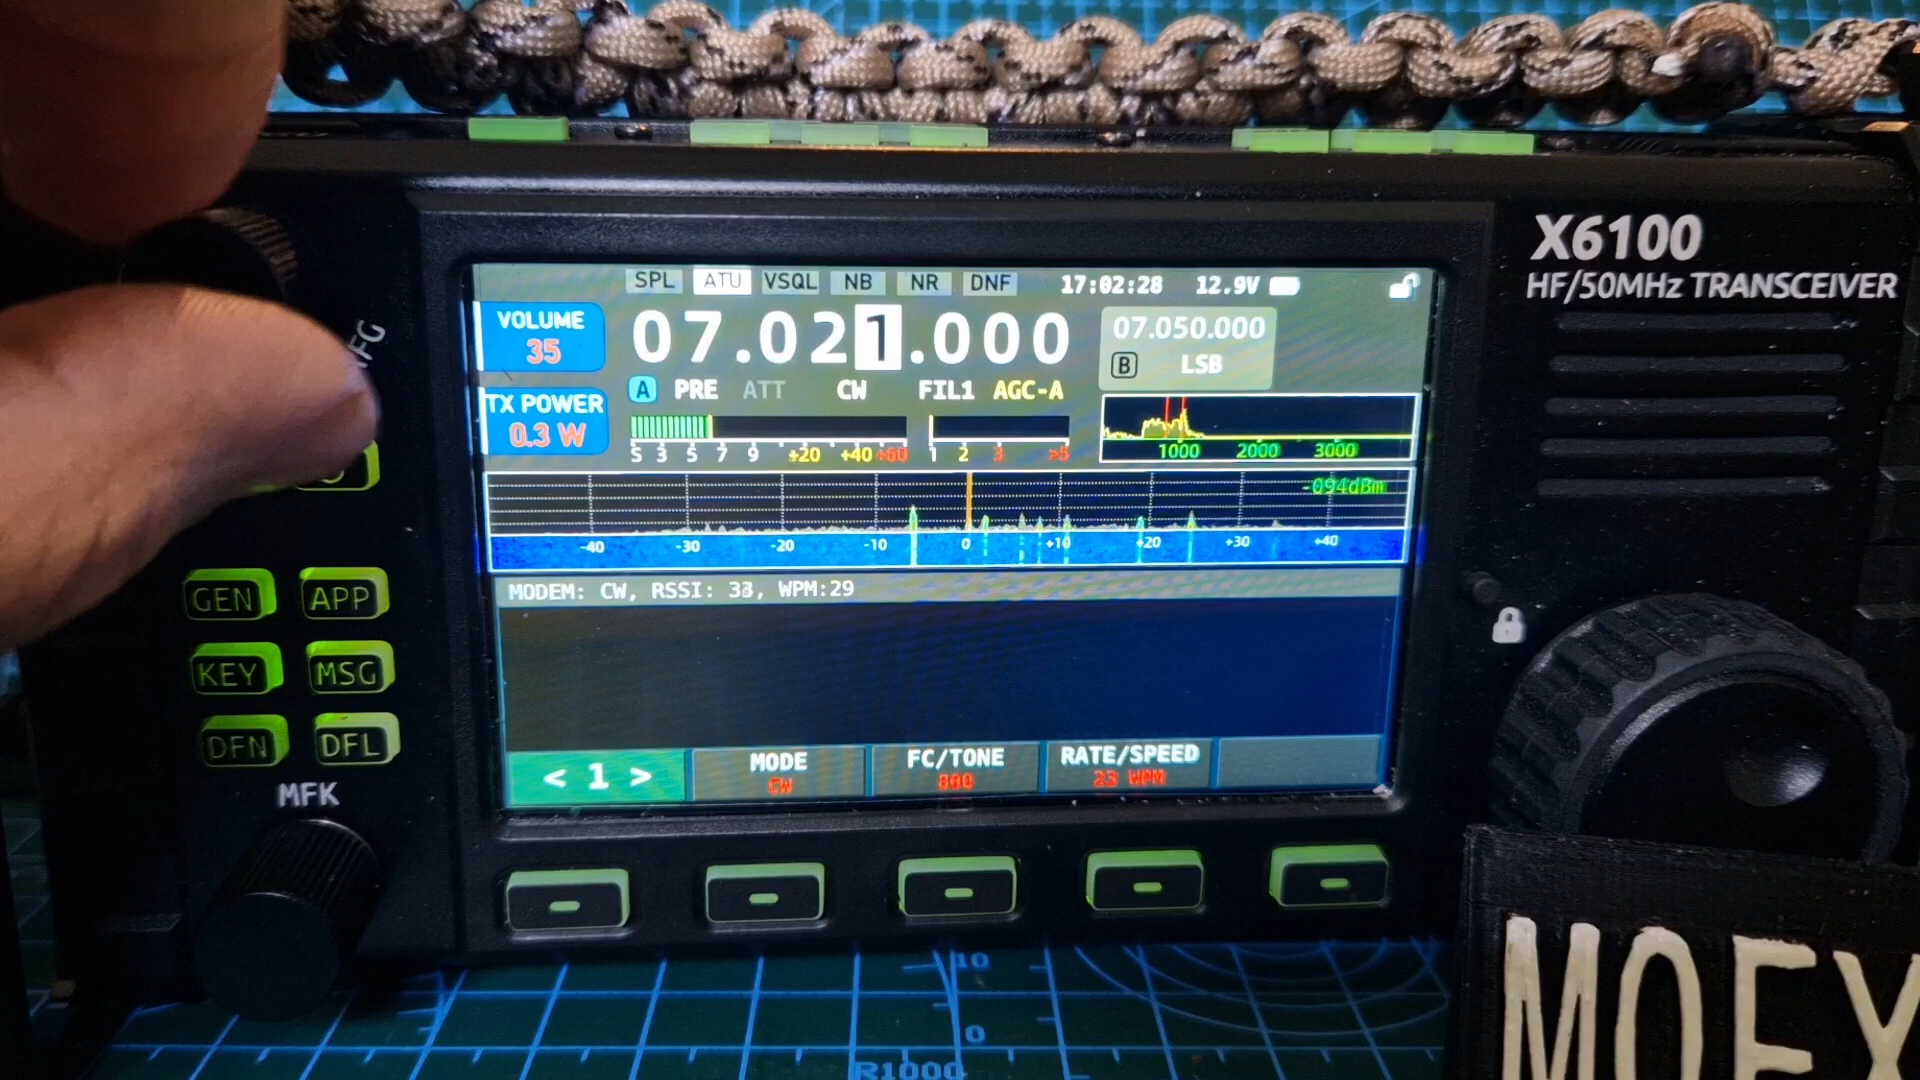 X6100
HF/50MHz TRANSCEIVER
SPL ATU VSQL NB NR DNF 17:02:28 12.9V
VOLUME
35
07.021.000
07.050.000
B LSB
TX POWER
0.3 W
A PRE ATT CW FIL1 AGC-A
S 3 5 7 9 +20 +40 +60
1 2 3 >5
1000 2000 3000
-094dBm
-40 -30 -20 -10 0 +10 +20 +30 +40
MODEM: CW, RSSI: 33, WPM:29
< 1 >
MODE
CW
FC/TONE
800
RATE/SPEED
23 WPM
GEN APP
KEY MSG
DFN DFL
MFK
10
0
R1000